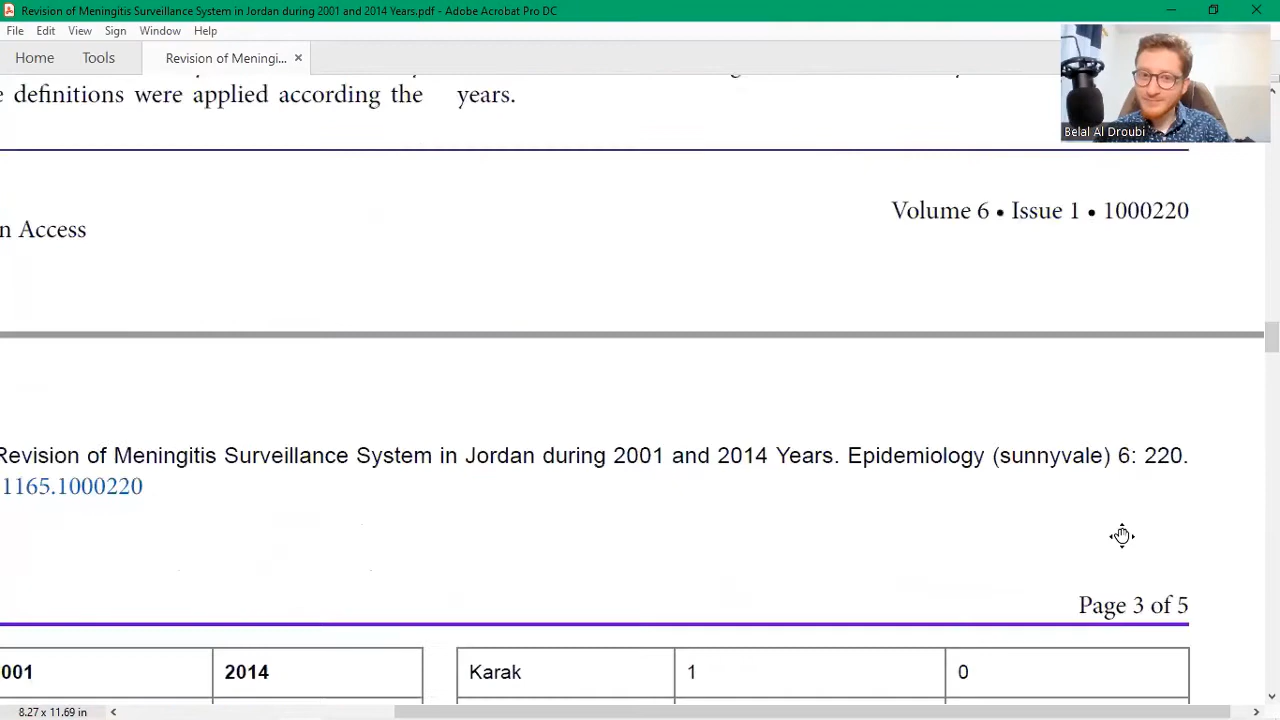 Revision of Meningitis Surveillance System in Jordan during 2001 and 2014 Years.pdf - Adobe Acrobat Pro DC
File Edit View Sign Window Help
Home Tools Revision of Meningi... ×
e definitions were applied according the years.
Belal Al Droubi
Volume 6 • Issue 1 • 1000220
n Access
Revision of Meningitis Surveillance System in Jordan during 2001 and 2014 Years. Epidemiology (sunnyvale) 6: 220.
1165.1000220
Page 3 of 5
001 2014 Karak 1 0
8.27 x 11.69 in